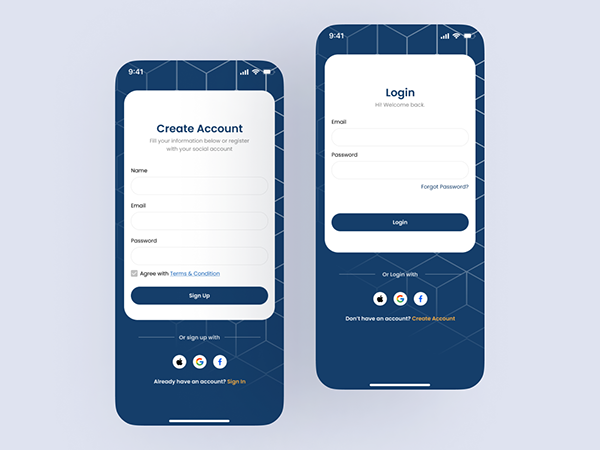 9:41
Create Account
Fill your information below or register
with your social account
Name
Email
Password
Agree with Terms & Condition
Sign Up
Or sign up with
Already have an account? Sign In
9:41
Login
Hi! Welcome back
Email
Password
Forgot Password?
Login
Or Login with
Don't have an account? Create Account